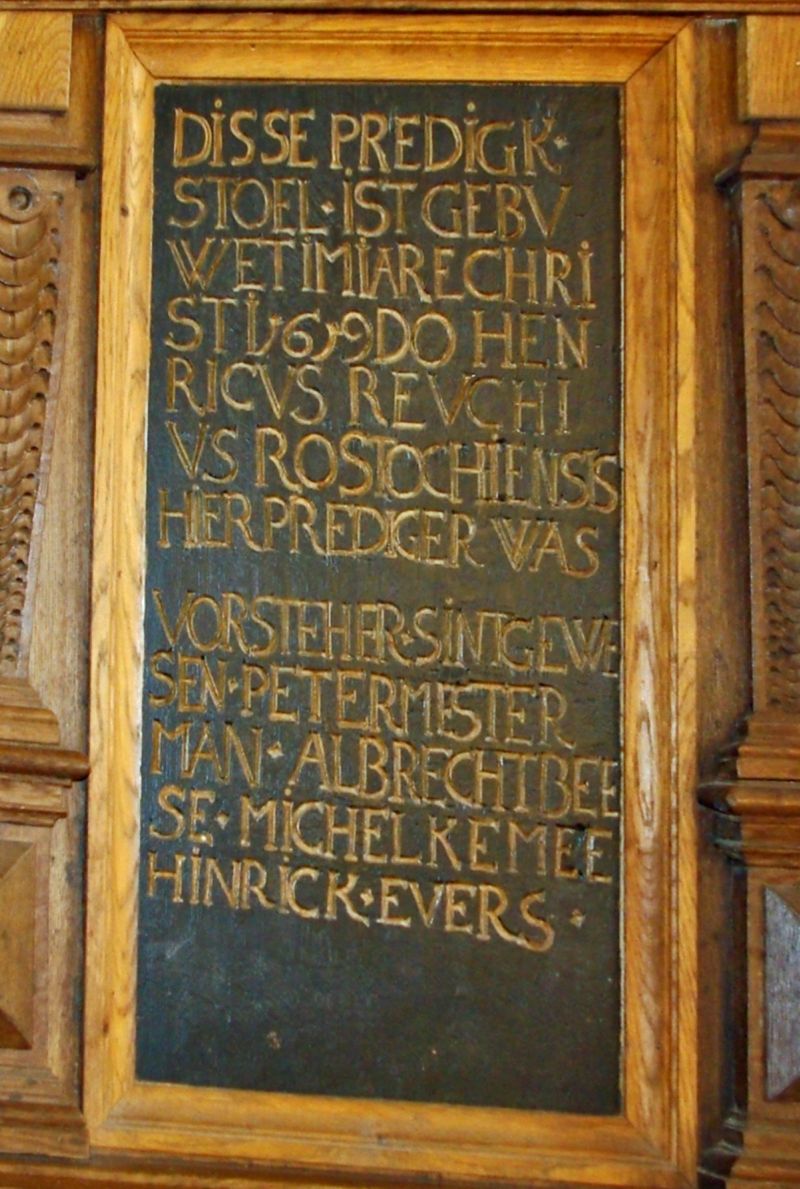 DISSE PREDIGK·
STOEL·IST GEBV
WET IM IARE CHRI
STI 1639 DO HEN
RICVS REVCHI
VS ROSTOCHIENSIS
HIER PREDIGER WAS
VORSTEHER·SINT GEWE
SEN·PETER MESTER
MAN·ALBRECHT BEE
SE·MICHEL KEMEE
HINRICK·EVERS·